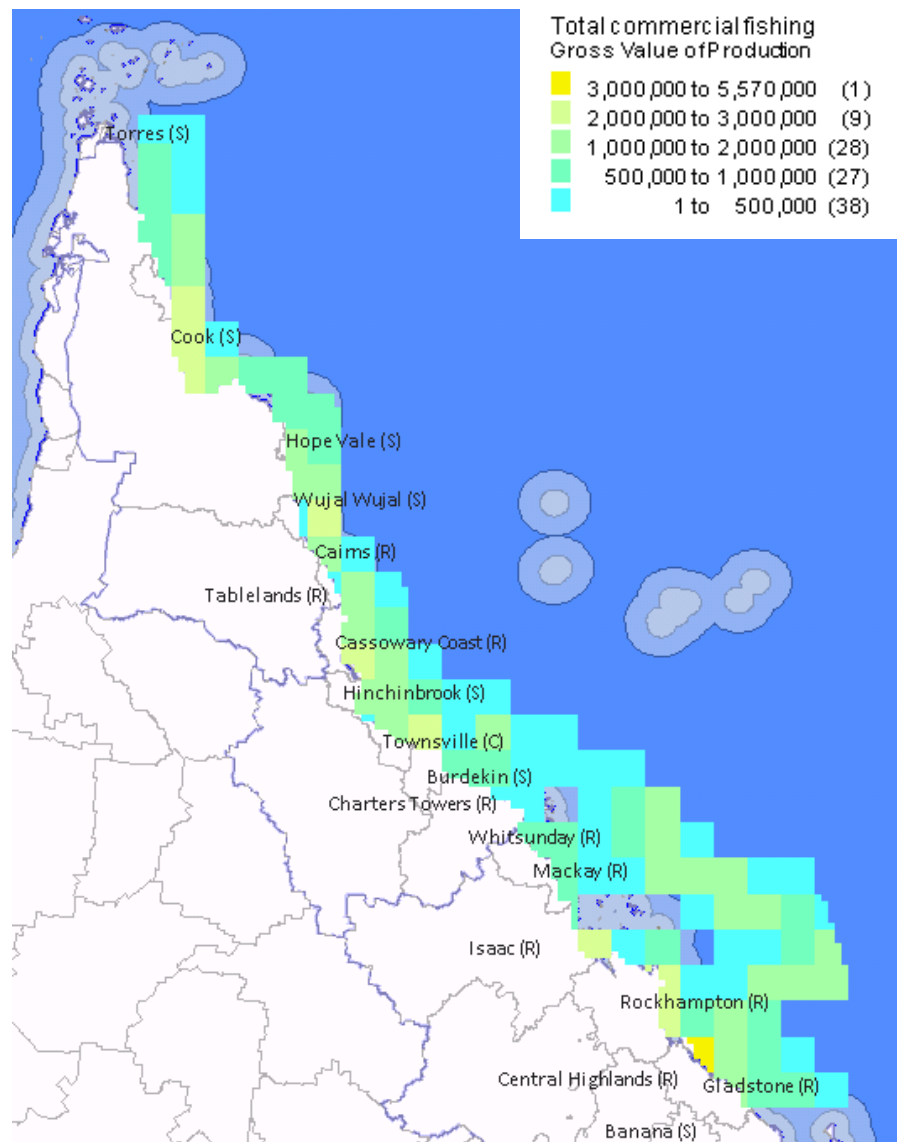 Total commercial fishing
Gross Value of Production
3,000,000 to 5,570,000 (1)
2,000,000 to 3,000,000 (9)
1,000,000 to 2,000,000 (28)
500,000 to 1,000,000 (27)
1 to 500,000 (38)
Torres (S)
Cook (S)
Hope Vale (S)
Wujal Wujal (S)
Cairns (R)
Tablelands (R)
Cassowary Coast (R)
Hinchinbrook (S)
Townsville (C)
Burdekin (S)
Charters Towers (R)
Whitsunday (R)
Mackay (R)
Isaac (R)
Rockhampton (R)
Central Highlands (R)
Gladstone (R)
Banana (S)